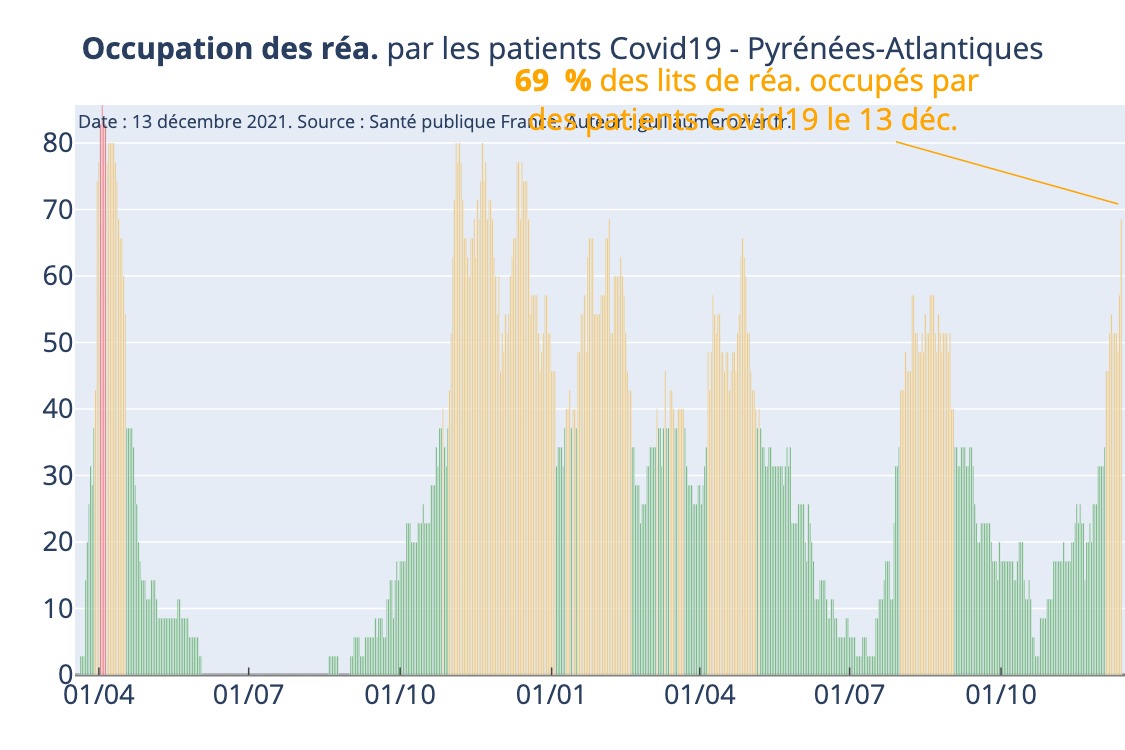 Occupation des réa. par les patients Covid19 - Pyrénées-Atlantiques
69 % des lits de réa. occupés par
des patients Covid19 le 13 déc.
Date : 13 décembre 2021. Source : Santé publique France. Auteur : guillaumerozier.fr.
80
70
60
50
40
30
20
10
0
01/04 01/07 01/10 01/01 01/04 01/07 01/10